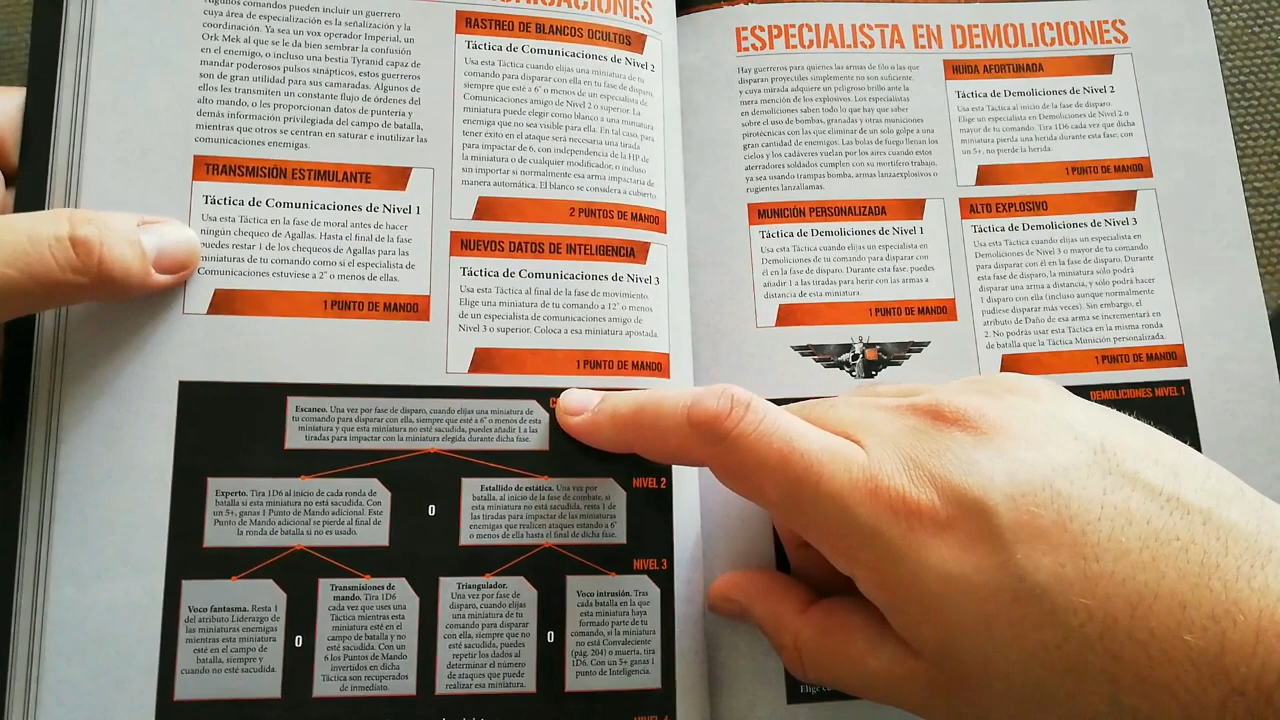 COMUNICACIONES
Algunos comandos pueden incluir un guerrero
cuya área de especialización es la señalización y la
coordinación. Ya sea un vox operador Imperial, un
Ork Mek al que se le da bien sembrar la confusión
en el enemigo, o incluso una bestia Tyranid capaz de
mandar poderosos pulsos sinápticos, estos guerreros
son de gran utilidad para sus camaradas. Algunos de
ellos les transmiten un constante flujo de órdenes del
alto mando, o les proporcionan datos de puntería y
demás información privilegiada del campo de batalla,
mientras que otros se centran en saturar e inutilizar las
comunicaciones enemigas.
TRANSMISIÓN ESTIMULANTE
Táctica de Comunicaciones de Nivel 1
Usa esta Táctica en la fase de moral antes de hacer
ningún chequeo de Agallas. Hasta el final de la fase
puedes restar 1 de los chequeos de Agallas para las
miniaturas de tu comando como si el especialista de
Comunicaciones estuviese a 2" o menos de ellas.
1 PUNTO DE MANDO
RASTREO DE BLANCOS OCULTOS
Táctica de Comunicaciones de Nivel 2
Usa esta Táctica cuando elijas una miniatura de tu
comando para disparar con ella en tu fase de disparo,
siempre que esté a 6" o menos de un especialista de
Comunicaciones amigo de Nivel 2 o superior. La
miniatura puede elegir como blanco a una miniatura
enemiga que no sea visible para ella. En tal caso, para
tener éxito en el ataque será necesaria una tirada
para impactar de 6, con independencia de la HP de
la miniatura o de cualquier modificador, o incluso
sin importar si normalmente esa arma impactaría de
manera automática. El blanco se considera a cubierto
2 PUNTOS DE MANDO
NUEVOS DATOS DE INTELIGENCIA
Táctica de Comunicaciones de Nivel 3
Usa esta Táctica al final de la fase de movimiento.
Elige una miniatura de tu comando a 12" o menos
de un especialista de comunicaciones amigo de
Nivel 3 o superior. Coloca a esa miniatura apostada.
1 PUNTO DE MANDO
Escaneo. Una vez por fase de disparo, cuando elijas una miniatura de
tu comando para disparar con ella, siempre que esté a 6" o menos de esta
miniatura y que esta miniatura no esté sacudida, puedes añadir 1 a las
tiradas para impactar con la miniatura elegida durante dicha fase.
NIVEL 2
Experto. Tira 1D6 al inicio de cada ronda de
batalla si esta miniatura no está sacudida. Con
un 5+, ganas 1 Punto de Mando adicional. Este
Punto de Mando adicional se pierde al final de
la ronda de batalla si no es usado.
O
Estallido de estática. Una vez por
batalla, al inicio de la fase de combate, si
esta miniatura no está sacudida, resta 1 de
las tiradas para impactar de las miniaturas
enemigas que realicen ataques estando a 6"
o menos de ella hasta el final de dicha fase.
NIVEL 3
Voco fantasma. Resta 1
del atributo Liderazgo de
las miniaturas enemigas
mientras esta miniatura
esté en el campo de
batalla, siempre y
cuando no esté sacudida.
O
Transmisiones de
mando. Tira 1D6
cada vez que uses una
Táctica mientras esta
miniatura esté en el
campo de batalla y no
esté sacudida. Con un
6 los Puntos de Mando
invertidos en dicha
Táctica son recuperados
de inmediato.
Triangulador.
Una vez por fase de
disparo, cuando elijas
una miniatura de tu
comando para disparar
con ella, siempre que no
esté sacudida, puedes
repetir los dados al
determinar el número
de ataques que puede
realizar esa miniatura.
O
Voco intrusión. Tras
cada batalla en la que
esta miniatura haya
formado parte de tu
comando, si la miniatura
no está Convaleciente
(pág. 204) o muerta, tira
1D6. Con un 5+ ganas 1
punto de Inteligencia.
NIVEL 4
ESPECIALISTA EN DEMOLICIONES
Hay guerreros para quienes las armas de filo o las que
disparan proyectiles simplemente no son suficiente,
y cuya mirada adquiere un peligroso brillo ante la
mera mención de los explosivos. Los especialistas
en demoliciones saben todo lo que hay que saber
sobre el uso de bombas, granadas y otras municiones
pirotécnicas con las que eliminar de un solo golpe a una
gran cantidad de enemigos. Las bolas de fuego llenan los
cielos y los cadáveres vuelan por los aires cuando estos
aterradores soldados cumplen con su mortífero trabajo,
ya sea usando trampas bomba, armas lanzaexplosivos o
rugientes lanzallamas.
MUNICIÓN PERSONALIZADA
Táctica de Demoliciones de Nivel 1
Usa esta Táctica cuando elijas un especialista en
Demoliciones de tu comando para disparar con
él en la fase de disparo. Durante esta fase, puedes
añadir 1 a las tiradas para herir con las armas a
distancia de esta miniatura.
1 PUNTO DE MANDO
HUÍDA AFORTUNADA
Táctica de Demoliciones de Nivel 2
Usa esta Táctica al inicio de la fase de disparo.
Elige un especialista en Demoliciones de Nivel 2 o
mayor de tu comando. Tira 1D6 cada vez que dicha
miniatura pierda una herida durante esta fase; con
un 5+, no pierde la herida.
1 PUNTO DE MANDO
ALTO EXPLOSIVO
Táctica de Demoliciones de Nivel 3
Usa esta Táctica cuando elijas un especialista en
Demoliciones de Nivel 3 o mayor de tu comando
para disparar con él en la fase de disparo. Durante
esta fase de disparo, la miniatura sólo podrá
disparar una arma a distancia, y sólo podrá hacer
1 disparo con ella (incluso aunque normalmente
pudiese disparar más veces). Sin embargo, el
atributo de Daño de esa arma se incrementará en
2. No podrás usar esta Táctica en la misma ronda
de batalla que la Táctica Munición personalizada.
1 PUNTO DE MANDO
DEMOLICIONES NIVEL 1
Elige